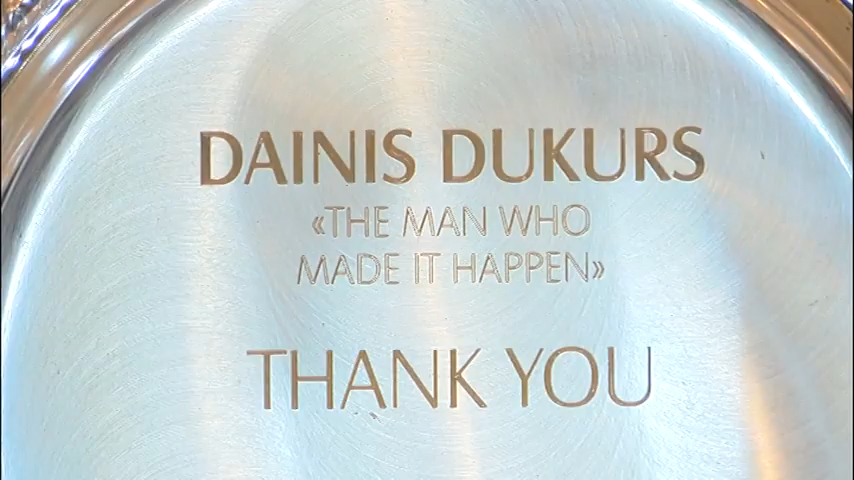 DAINIS DUKURS
«THE MAN WHO
MADE IT HAPPEN»
THANK YOU